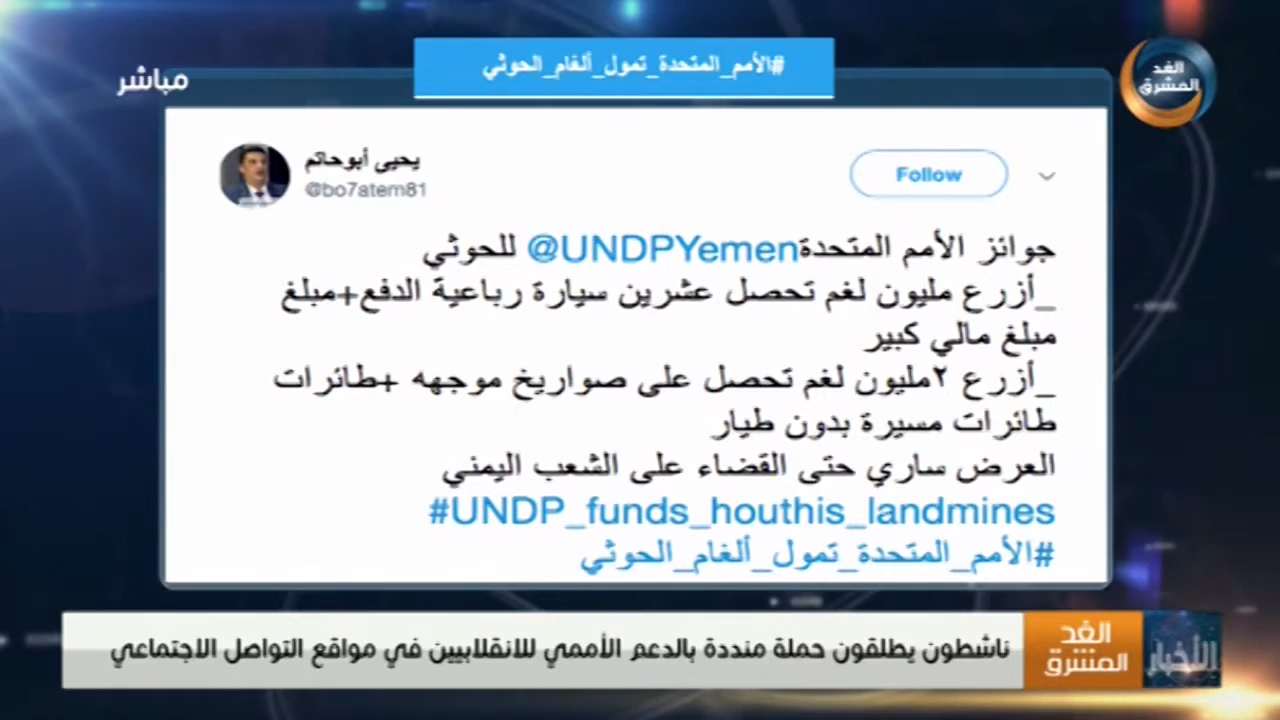 #الأمم_المتحدة_تمول_ألغام_الحوثي
الغد
المشرق
مباشر
يحيى أبوحاتم
@bo7atem81
Follow
جوائز الأمم المتحدة@UNDPYemen للحوثي
_أزرع مليون لغم تحصل عشرين سيارة رباعية الدفع+مبلغ
مبلغ مالي كبير
_أزرع ٢مليون لغم تحصل على صواريخ موجهه +طائرات
طائرات مسيرة بدون طيار
العرض ساري حتى القضاء على الشعب اليمني
#UNDP_funds_houthis_landmines
#الأمم_المتحدة_تمول_ألغام_الحوثي
الأخبار
الغد
المشرق
ناشطون يطلقون حملة منددة بالدعم الأممي للانقلابيين في مواقع التواصل الاجتماعي